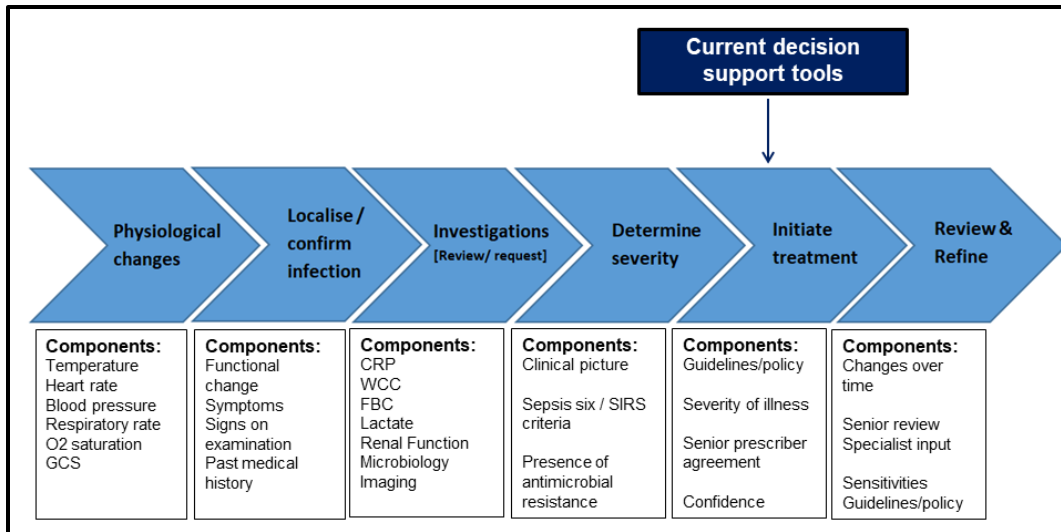 Current decision
support tools
Physiological
changes
Localise /
confirm
infection
Investigations
[Review/ request]
Determine
severity
Initiate
treatment
Review &
Refine
Components:
Temperature
Heart rate
Blood pressure
Respiratory rate
O2 saturation
GCS
Components:
Functional
change
Symptoms
Signs on
examination
Past medical
history
Components:
CRP
WCC
FBC
Lactate
Renal Function
Microbiology
Imaging
Components:
Clinical picture
Sepsis six / SIRS
criteria
Presence of
antimicrobial
resistance
Components:
Guidelines/policy
Severity of illness
Senior prescriber
agreement
Confidence
Components:
Changes over
time
Senior review
Specialist input
Sensitivities
Guidelines/policy